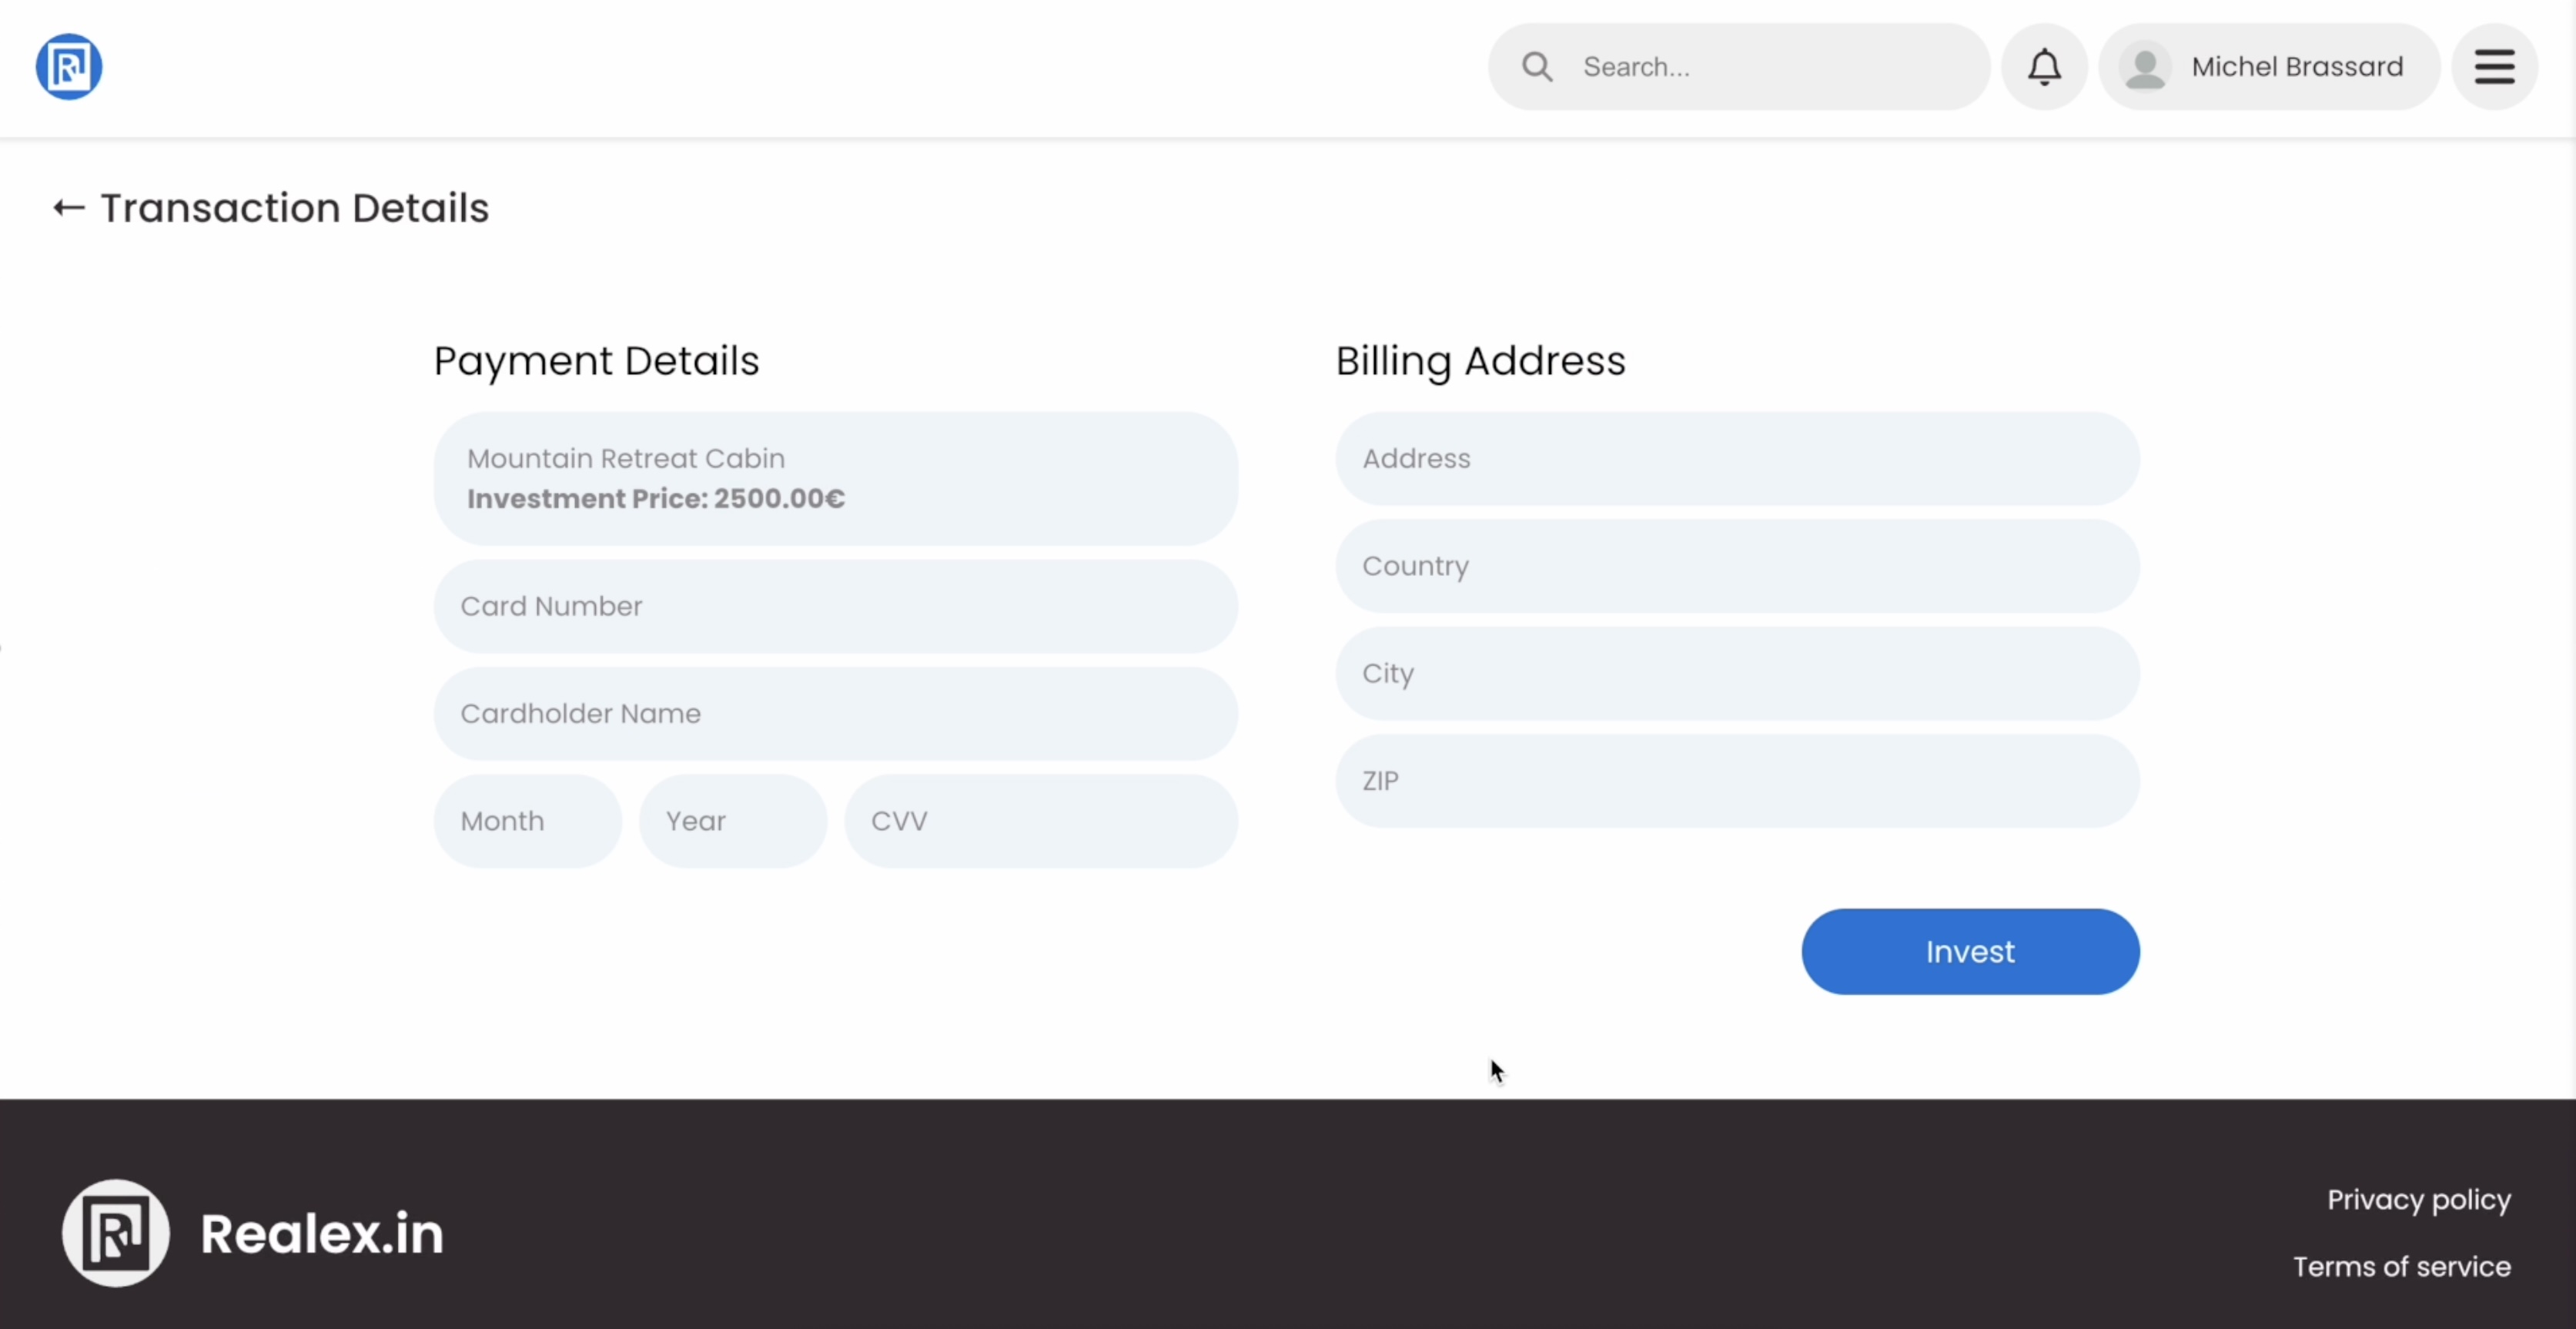 Search...
Michel Brassard
← Transaction Details
Payment Details
Mountain Retreat Cabin
Investment Price: 2500.00€
Card Number
Cardholder Name
Month
Year
CVV
Billing Address
Address
Country
City
ZIP
Invest
Realex.in
Privacy policy
Terms of service